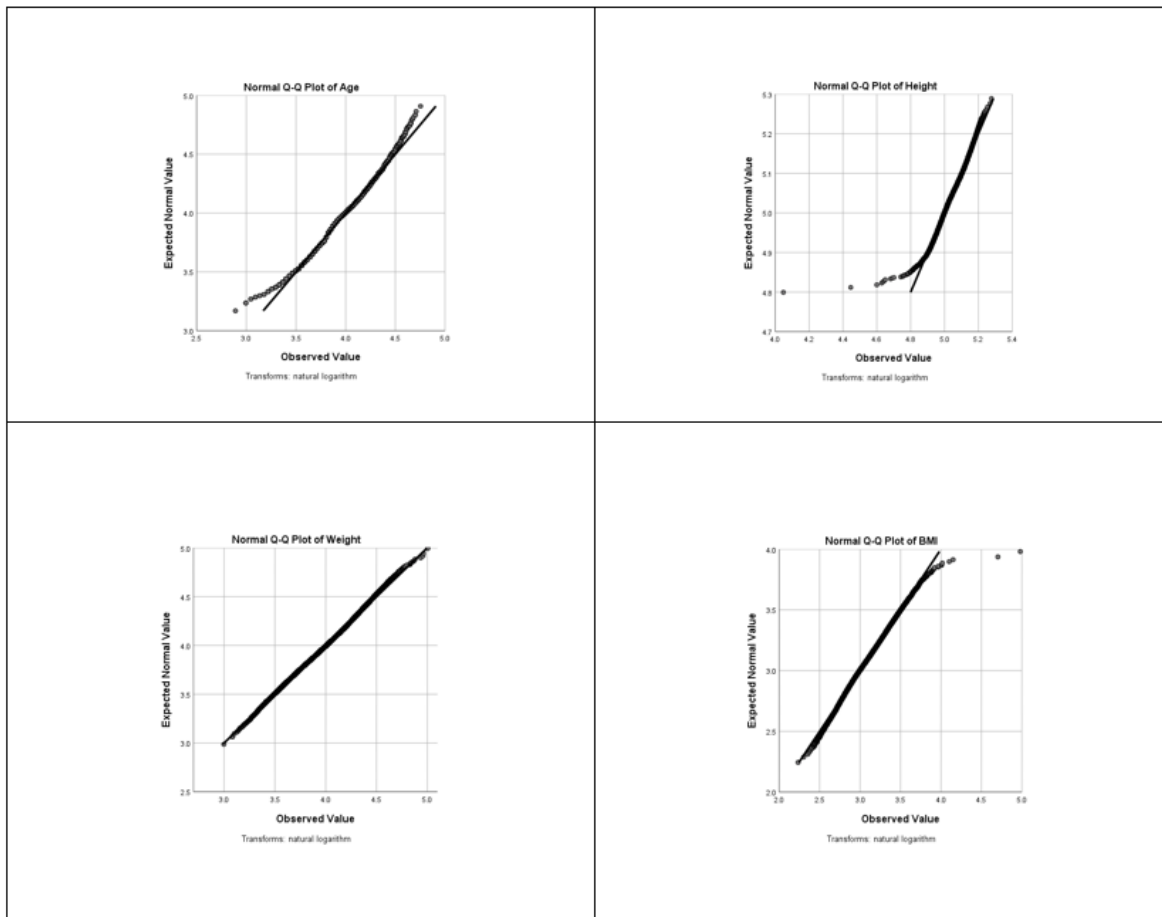 Normal Q-Q Plot of Age
5.0
4.5
4.0
3.5
3.0
Expected Normal Value
2.5 3.0 3.5 4.0 4.5 5.0
Observed Value
Transforms: natural logarithm
Normal Q-Q Plot of Height
5.3
5.2
5.1
5.0
4.9
4.8
4.7
Expected Normal Value
4.0 4.2 4.4 4.6 4.8 5.0 5.2 5.4
Observed Value
Transforms: natural logarithm
Normal Q-Q Plot of Weight
5.0
4.5
4.0
3.5
3.0
2.5
Expected Normal Value
3.0 3.5 4.0 4.5 5.0
Observed Value
Transforms: natural logarithm
Normal Q-Q Plot of BMI
4.0
3.5
3.0
2.5
2.0
Expected Normal Value
2.0 2.5 3.0 3.5 4.0 4.5 5.0
Observed Value
Transforms: natural logarithm